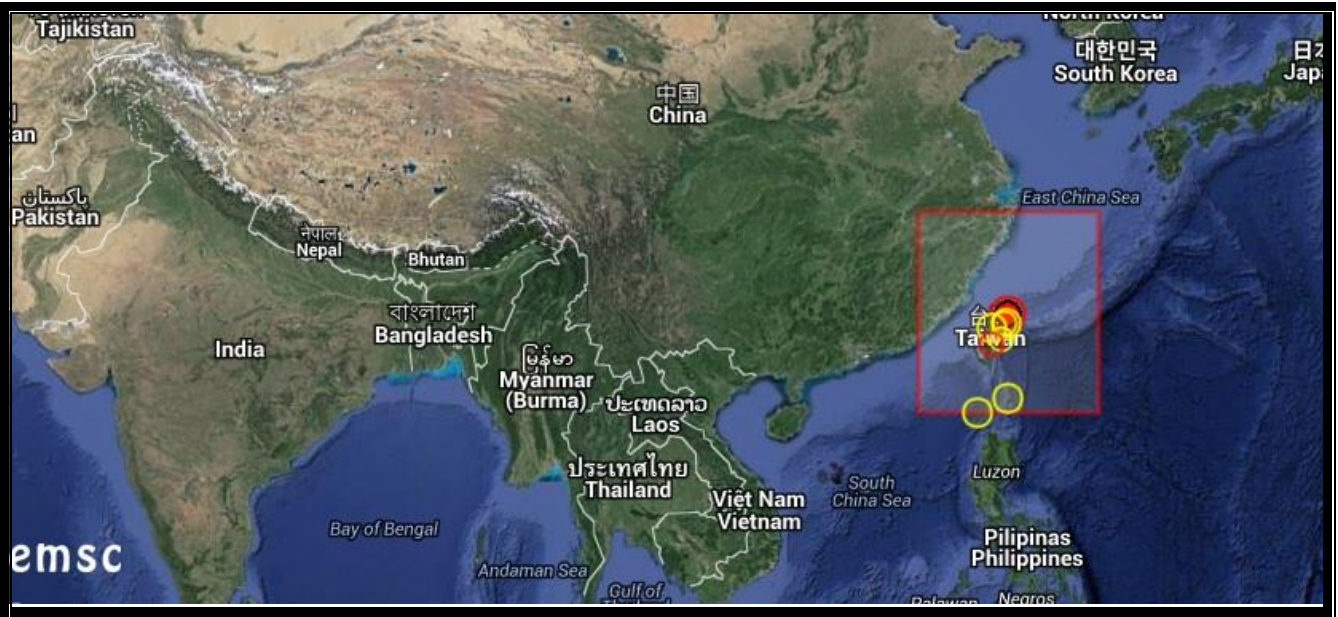 Tajikistan
North Korea
대한민국
South Korea
日本
Jap
中国
China
an
پاکستان
Pakistan
East China Sea
नेपाल
Nepal
Bhutan
বাংলাদেশ
Bangladesh
India
မြန်မာ
Myanmar
(Burma)
ປະເທດລາວ
Laos
台
Taiwan
ประเทศไทย
Thailand
Việt Nam
Vietnam
South
China Sea
Luzon
Bay of Bengal
Pilipinas
Philippines
emsc
Andaman Sea
Gulf of
Palawan
Negros